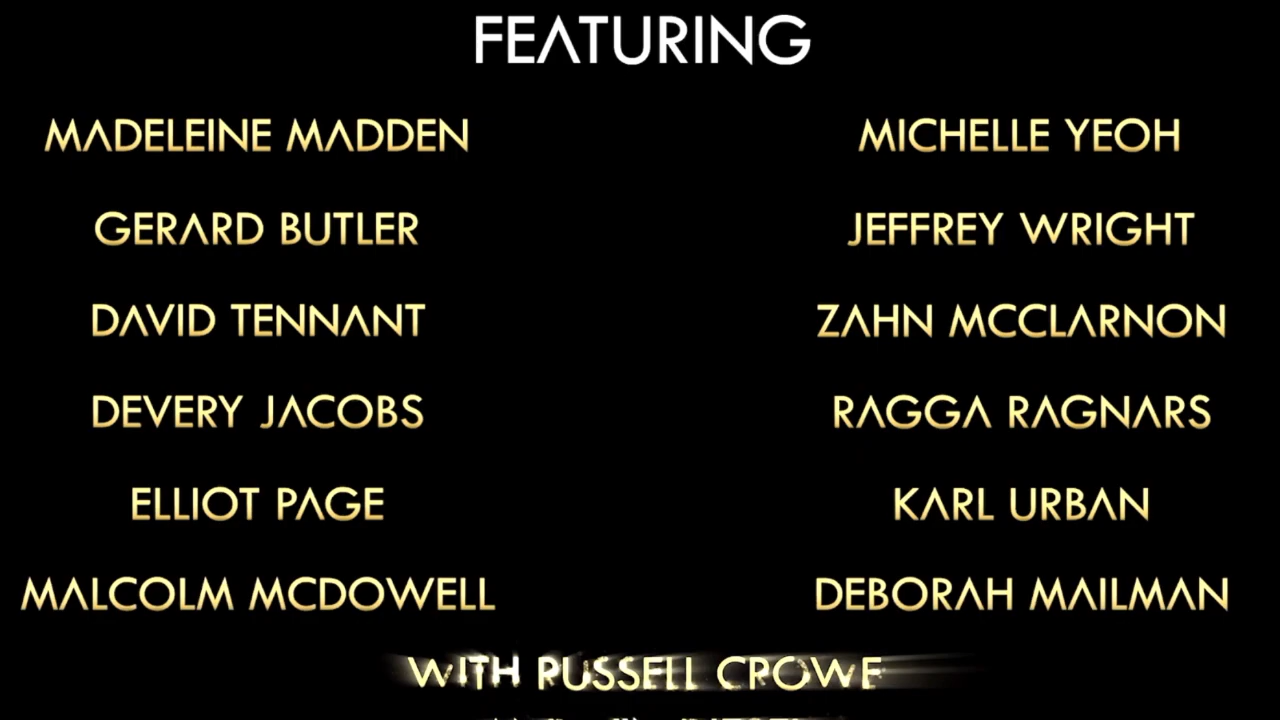 FEATURING
MADELEINE MADDEN
MICHELLE YEOH
GERARD BUTLER
JEFFREY WRIGHT
DAVID TENNANT
ZAHN MCCLARNON
DEVERY JACOBS
RAGGA RAGNARS
ELLIOT PAGE
KARL URBAN
MALCOLM MCDOWELL
DEBORAH MAILMAN
WITH RUSSELL CROWE